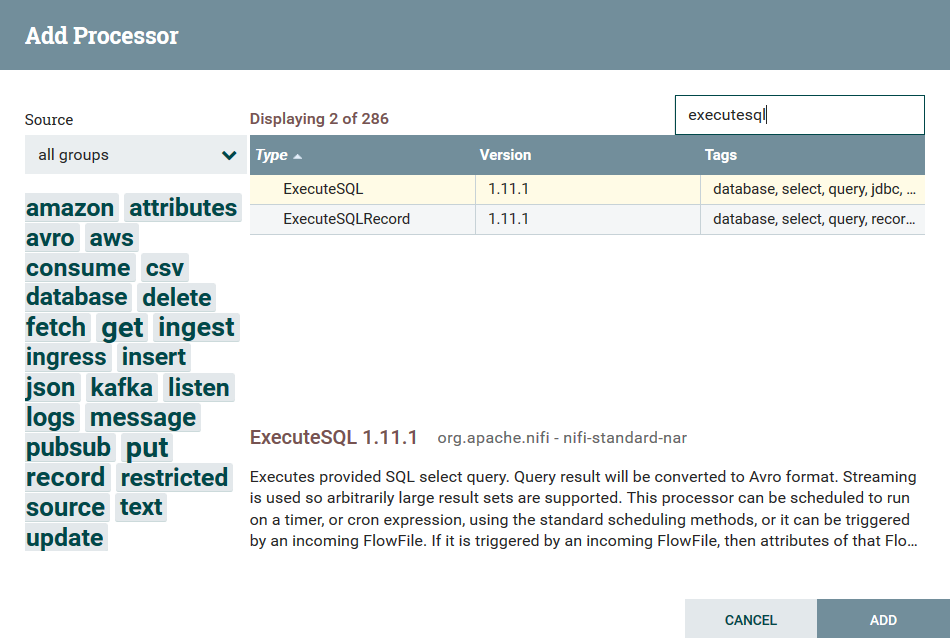 Add Processor
Source
Displaying 2 of 286
executesql
all groups
Type Version Tags
ExecuteSQL 1.11.1 database, select, query, jdbc, ...
ExecuteSQLRecord 1.11.1 database, select, query, recor...
amazon attributes
avro aws
consume csv
database delete
fetch get ingest
ingress insert
json kafka listen
logs message
pubsub put
record restricted
source text
update
ExecuteSQL 1.11.1 org.apache.nifi - nifi-standard-nar
Executes provided SQL select query. Query result will be converted to Avro format. Streaming
is used so arbitrarily large result sets are supported. This processor can be scheduled to run
on a timer, or cron expression, using the standard scheduling methods, or it can be triggered
by an incoming FlowFile. If it is triggered by an incoming FlowFile, then attributes of that Flo...
CANCEL ADD